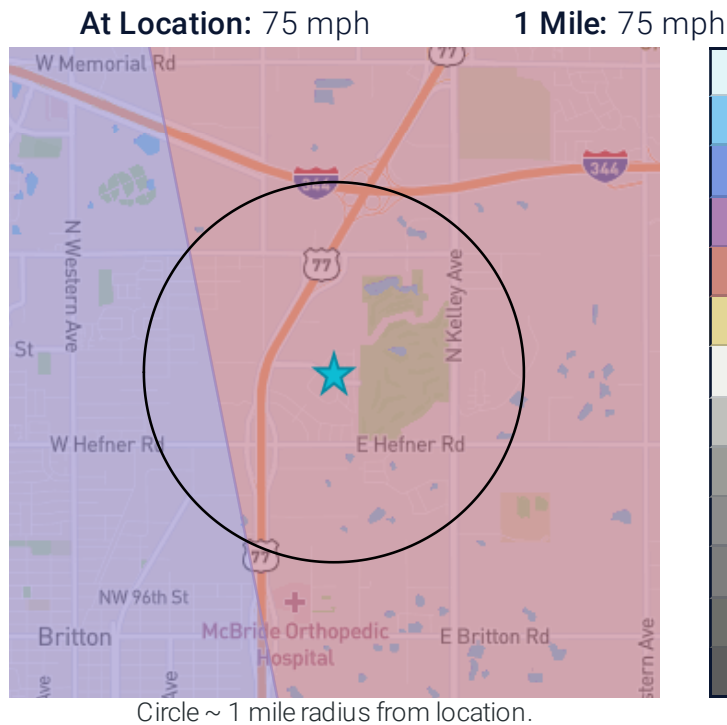 At Location: 75 mph 1 Mile: 75 mph
77
W Memorial Rd
344
344
N Western Ave
77
N Kelley Ave
St
W Hefner Rd
E Hefner Rd
77
NW 96th St
Britton
McBride Orthopedic
Hospital
E Britton Rd
stern Ave
Ave
Ave
Circle ~ 1 mile radius from location.